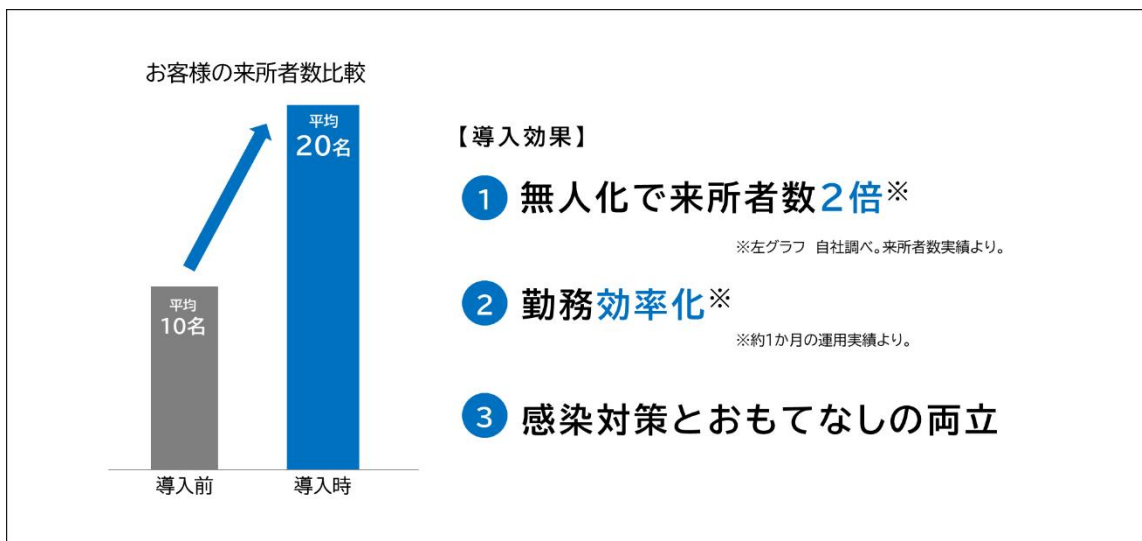 お客様の来所者数比較
平均
20名
平均
10名
導入前
導入時
【導入効果】
1 無人化で来所者数2倍※
※左グラフ 自社調べ。来所者数実績より。
2 勤務効率化※
※約1か月の運用実績より。
3 感染対策とおもてなしの両立